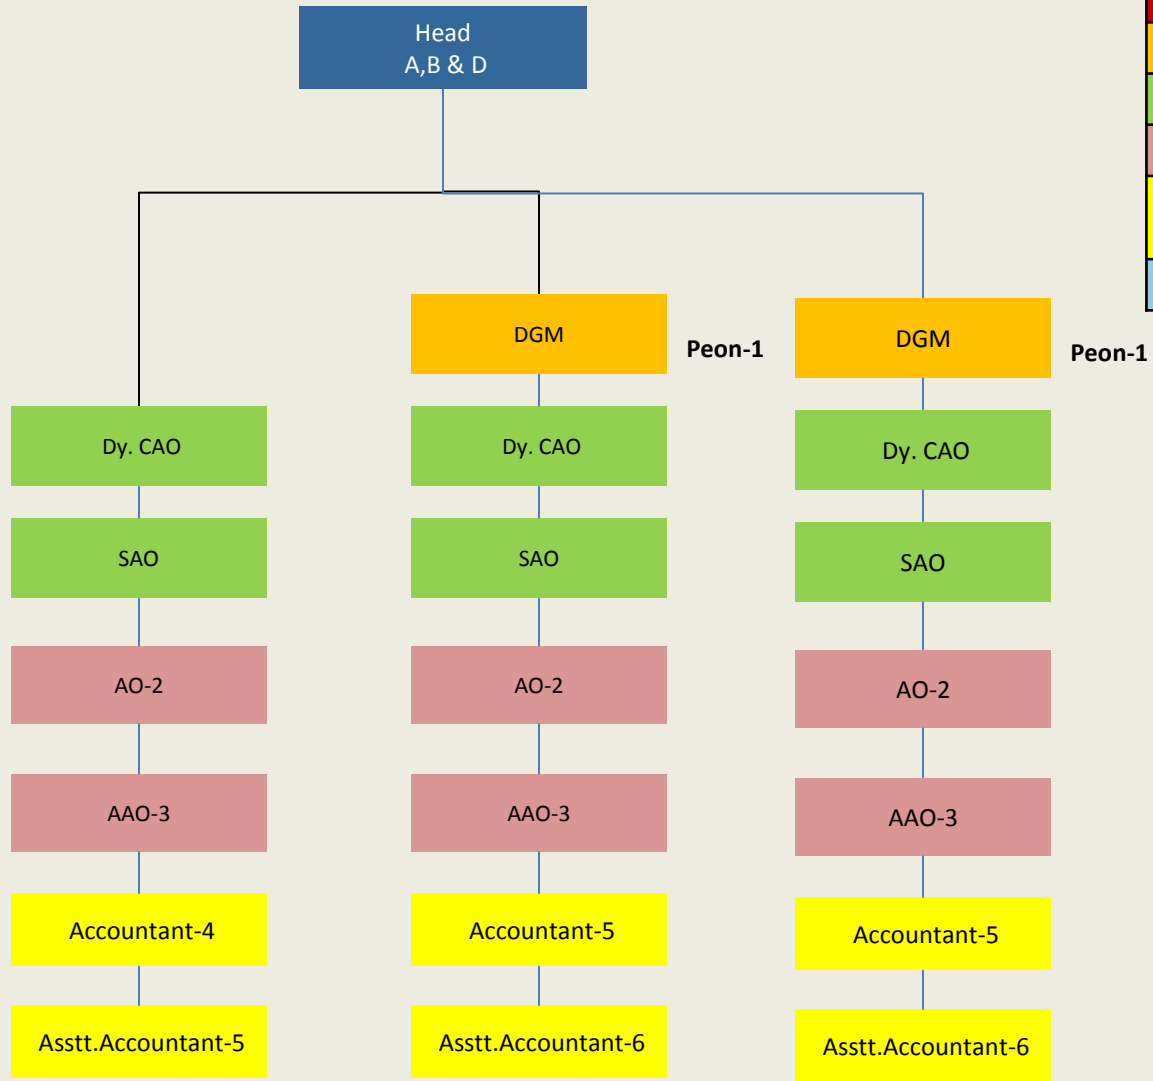 Head
A,B & D
DGM
Peon-1
DGM
Peon-1
Dy. CAO
Dy. CAO
Dy. CAO
SAO
SAO
SAO
AO-2
AO-2
AO-2
AAO-3
AAO-3
AAO-3
Accountant-4
Accountant-5
Accountant-5
Asstt.Accountant-5
Asstt.Accountant-6
Asstt.Accountant-6